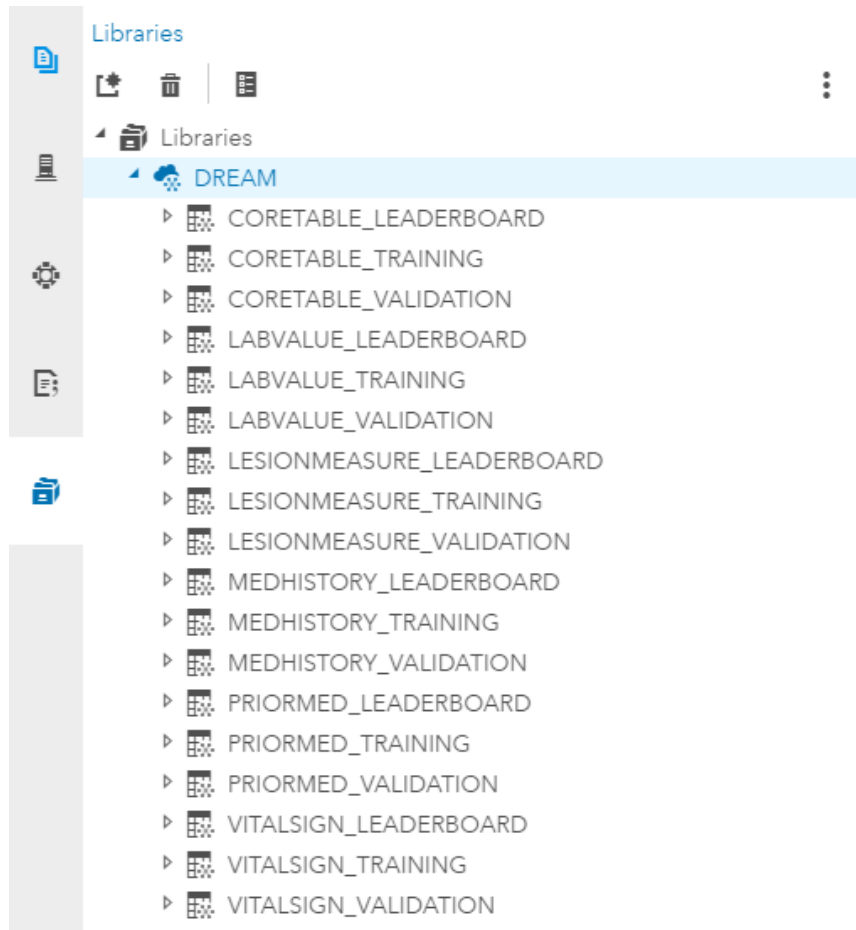 Libraries
Libraries
DREAM
CORETABLE_LEADERBOARD
CORETABLE_TRAINING
CORETABLE_VALIDATION
LABVALUE_LEADERBOARD
LABVALUE_TRAINING
LABVALUE_VALIDATION
LESIONMEASURE_LEADERBOARD
LESIONMEASURE_TRAINING
LESIONMEASURE_VALIDATION
MEDHISTORY_LEADERBOARD
MEDHISTORY_TRAINING
MEDHISTORY_VALIDATION
PRIORMED_LEADERBOARD
PRIORMED_TRAINING
PRIORMED_VALIDATION
VITALSIGN_LEADERBOARD
VITALSIGN_TRAINING
VITALSIGN_VALIDATION